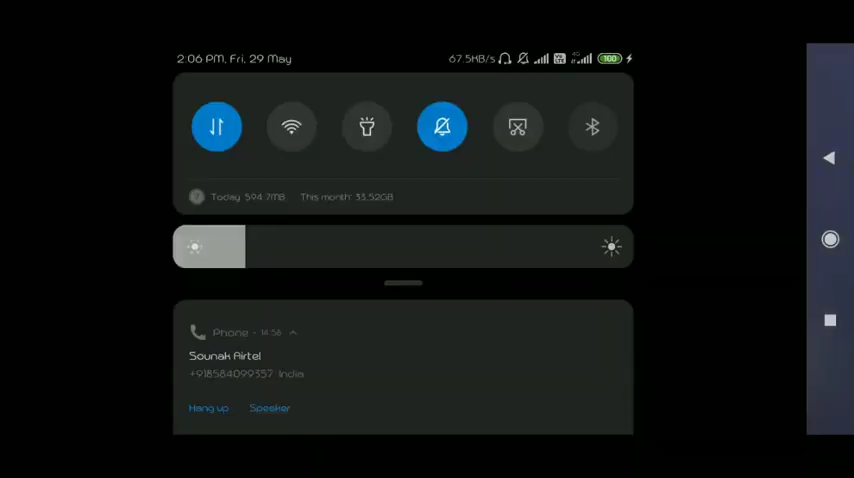 2:06 PM, Fri, 29 May
67.5KB/s 4G 100
Today: 594.7MB This month: 33.52GB
Phone - 14:56
Sounak Airtel
+918584099357 India
Hang up Speaker